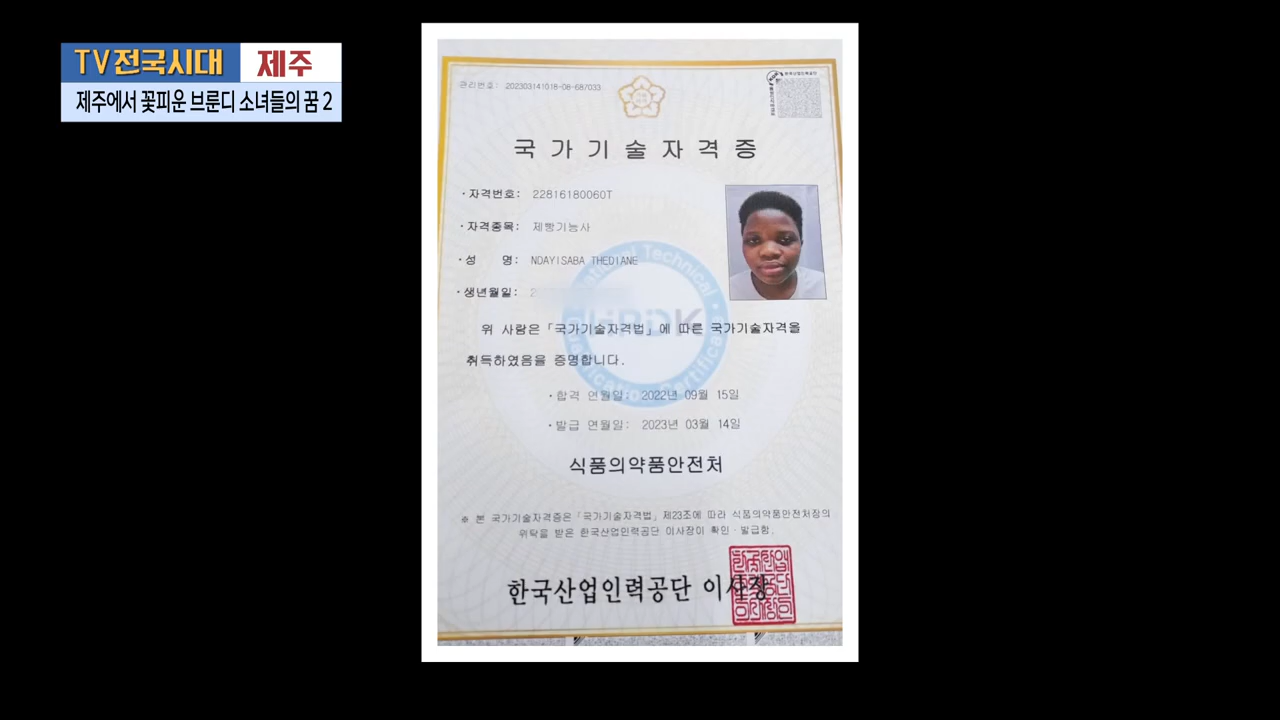 TV전국시대 제주
제주에서 꽃피운 브룬디 소녀들의 꿈 2
관리번호: 202303141018-06-687033
국가기술자격증
·자격번호: 22816180060T
·자격종목: 제빵기능사
·성 명: NDAYISABA THEDIANE
·생년월일: 2
위 사람은「국가기술자격법」에 따른 국가기술자격을
취득하였음을 증명합니다.
·합격 연월일: 2022년 09월 15일
·발급 연월일: 2023년 03월 14일
식품의약품안전처
※ 본 국가기술자격증은「국가기술자격법」제23조에 따라 식품의약품안전처장의
위탁을 받은 한국산업인력공단 이사장이 확인·발급함.
한국산업인력공단 이사장
HRDK
National Technical
Certificate